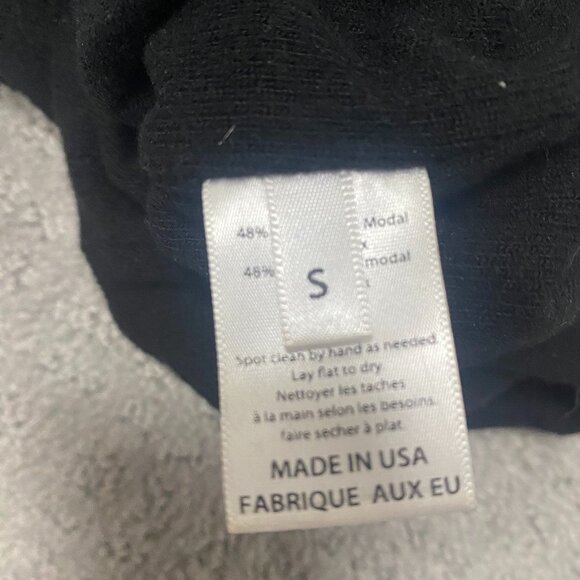 48% Modal
x
48% modal
S
Spot clean by hand as needed
Lay flat to dry
Nettoyer les taches
à la main selon les besoins.
faire secher à plat.
MADE IN USA
FABRIQUE AUX EU